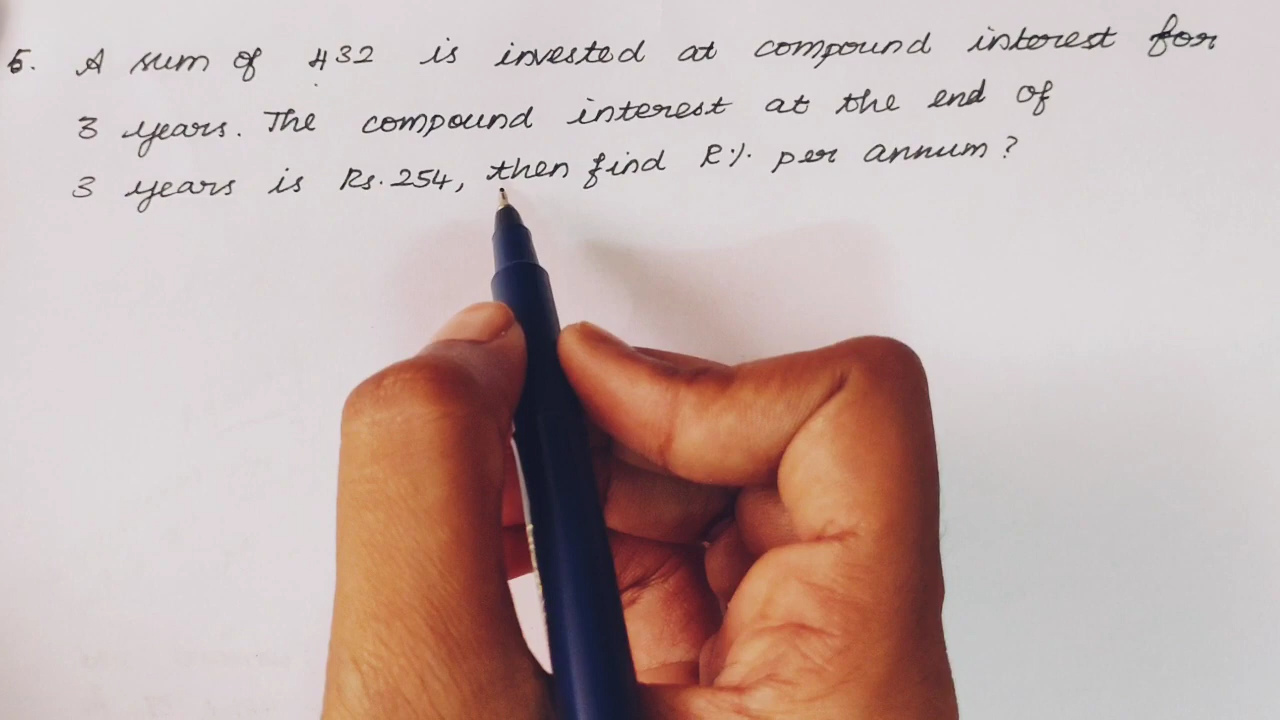 5. A sum of 432 is invested at compound interest for
3 years. The compound interest at the end of
3 years is Rs.254, then find R% per annum?